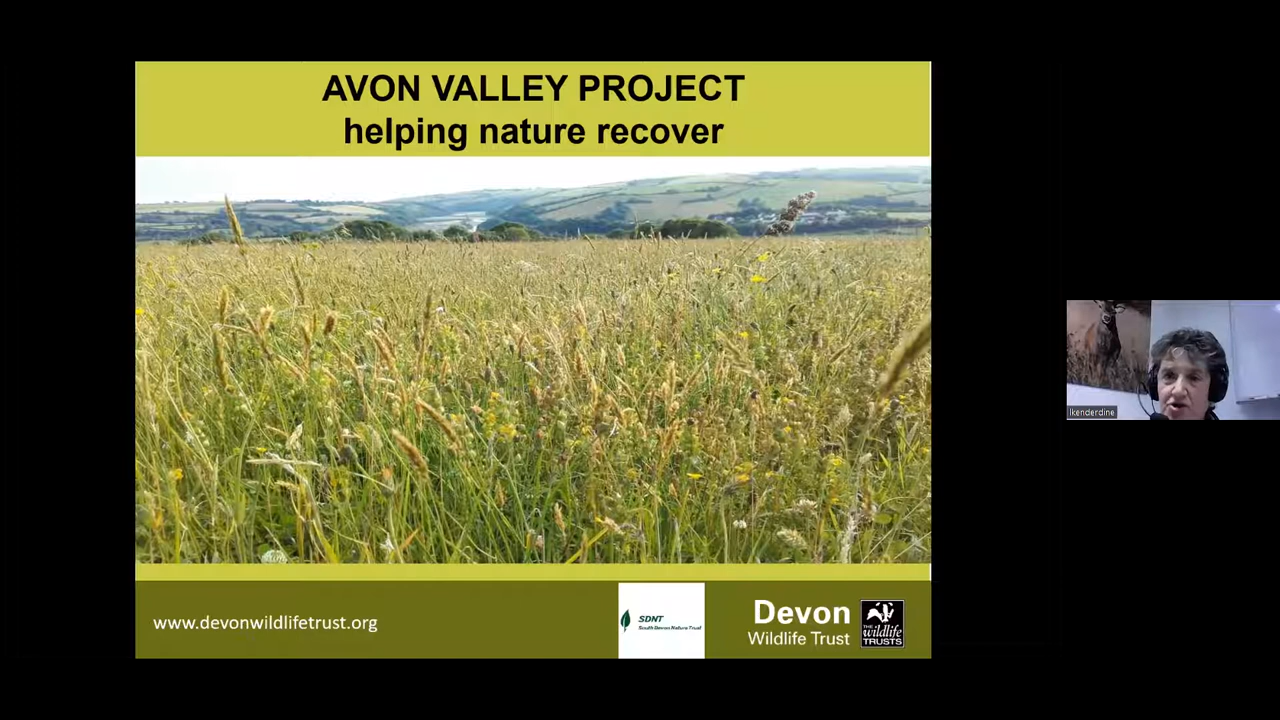 AVON VALLEY PROJECT
helping nature recover
lkenderdine
www.devonwildlifetrust.org
SDNT
South Devon Nature Trust
Devon
Wildlife Trust
THE
wildlife
TRUSTS